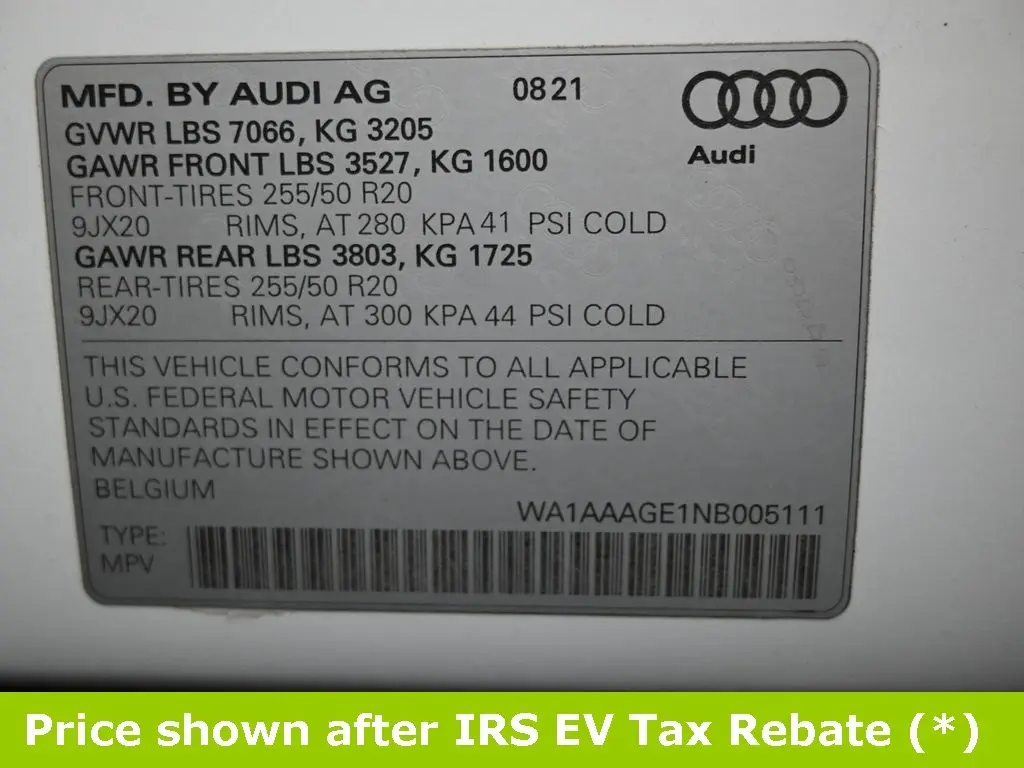 MFD. BY AUDI AG 0821
Audi
GVWR LBS 7066, KG 3205
GAWR FRONT LBS 3527, KG 1600
FRONT-TIRES 255/50 R20
9JX20 RIMS, AT 280 KPA 41 PSI COLD
GAWR REAR LBS 3803, KG 1725
REAR-TIRES 255/50 R20
9JX20 RIMS, AT 300 KPA 44 PSI COLD
THIS VEHICLE CONFORMS TO ALL APPLICABLE
U.S. FEDERAL MOTOR VEHICLE SAFETY
STANDARDS IN EFFECT ON THE DATE OF
MANUFACTURE SHOWN ABOVE.
BELGIUM
WA1AAAGE1NB005111
TYPE:
MPV
Price shown after IRS EV Tax Rebate (*)